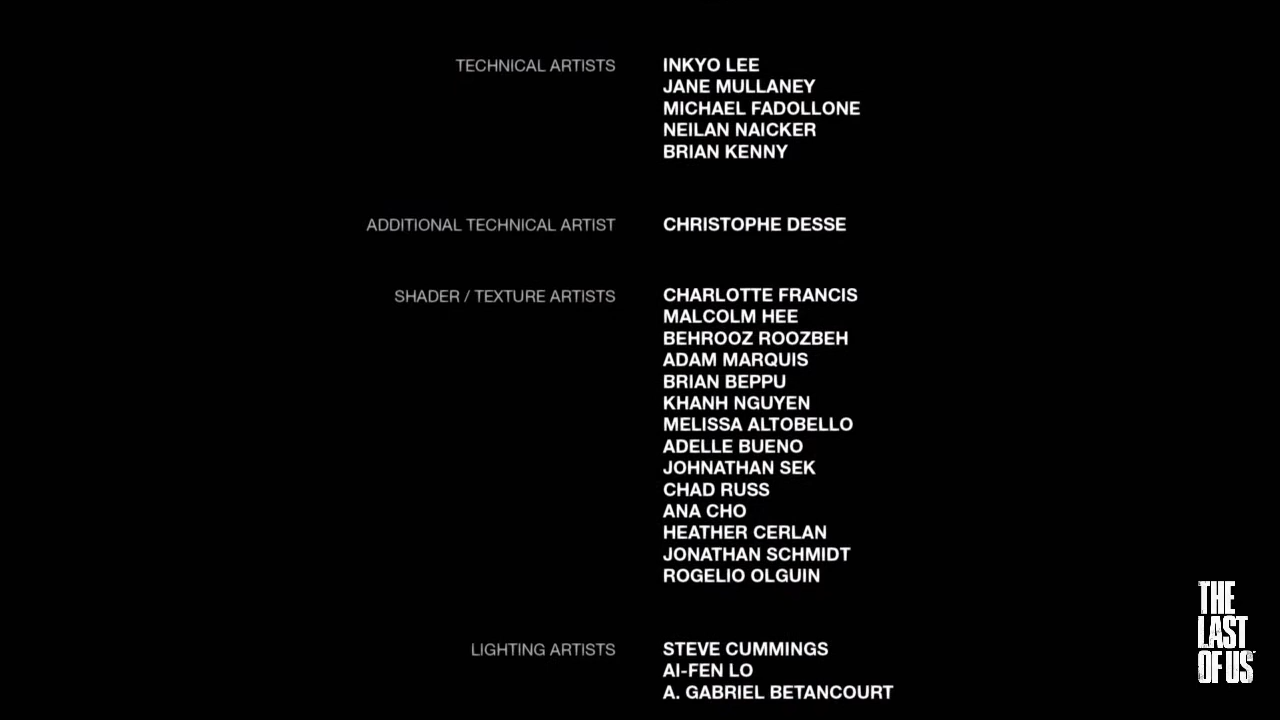 TECHNICAL ARTISTS INKYO LEE
JANE MULLANEY
MICHAEL FADOLLONE
NEILAN NAICKER
BRIAN KENNY
ADDITIONAL TECHNICAL ARTIST CHRISTOPHE DESSE
SHADER / TEXTURE ARTISTS CHARLOTTE FRANCIS
MALCOLM HEE
BEHROOZ ROOZBEH
ADAM MARQUIS
BRIAN BEPPU
KHANH NGUYEN
MELISSA ALTOBELLO
ADELLE BUENO
JOHNATHAN SEK
CHAD RUSS
ANA CHO
HEATHER CERLAN
JONATHAN SCHMIDT
ROGELIO OLGUIN
LIGHTING ARTISTS STEVE CUMMINGS
AI-FEN LO
A. GABRIEL BETANCOURT
THE
LAST
OF US